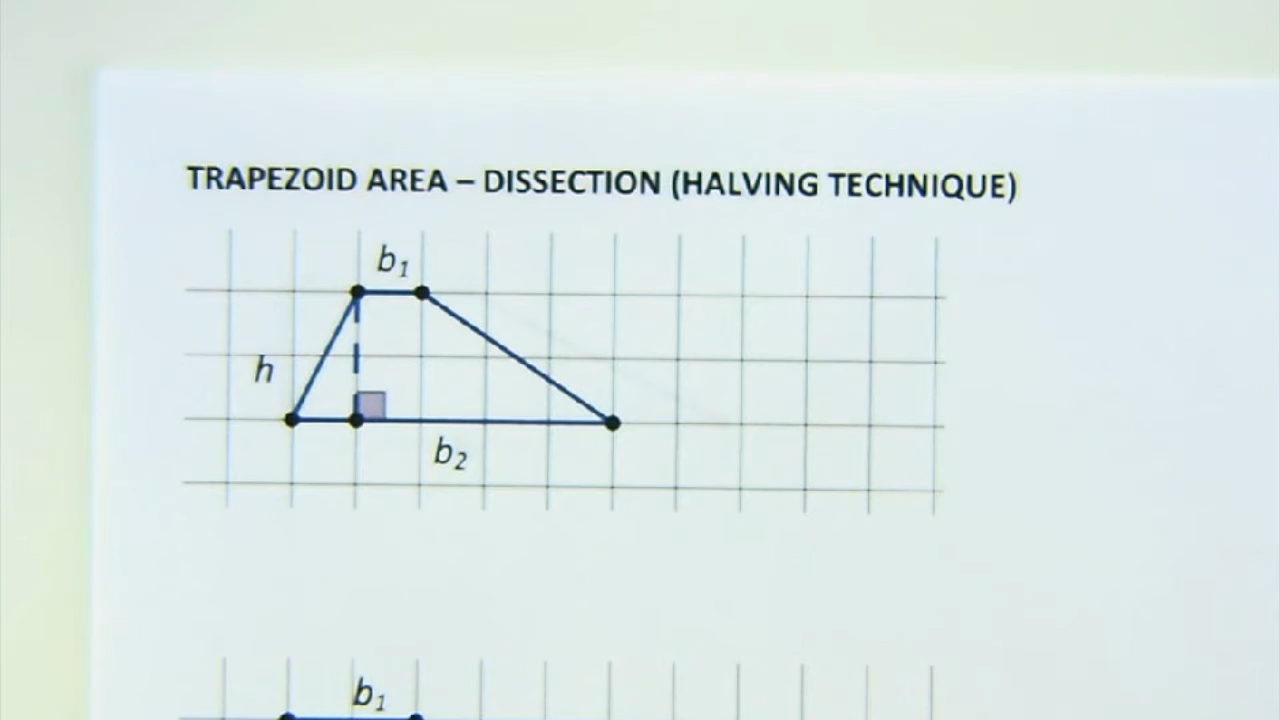 TRAPEZOID AREA – DISSECTION (HALVING TECHNIQUE)
b₁
h
b₂
b₁